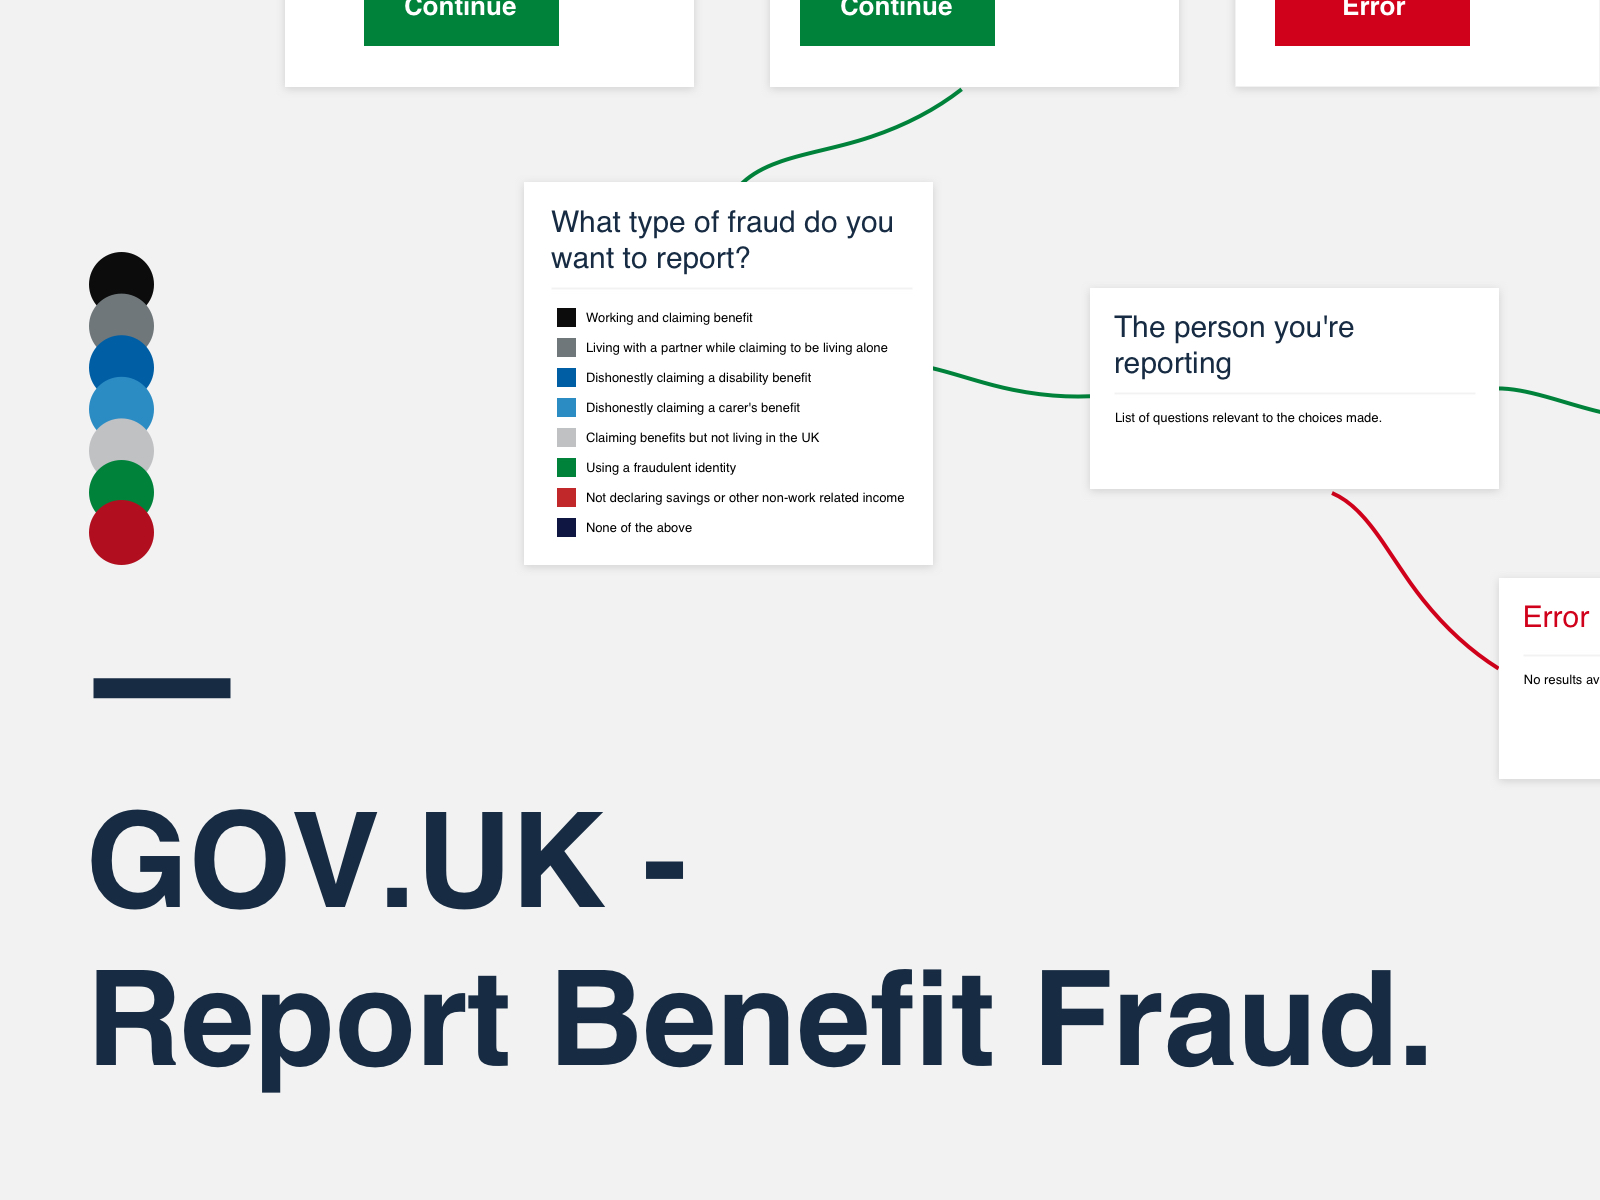 Continue
Continue
Error
What type of fraud do you
want to report?
Working and claiming benefit
Living with a partner while claiming to be living alone
Dishonestly claiming a disability benefit
Dishonestly claiming a carer's benefit
Claiming benefits but not living in the UK
Using a fraudulent identity
Not declaring savings or other non-work related income
None of the above
The person you're
reporting
List of questions relevant to the choices made.
Error
No results
GOV.UK -
Report Benefit Fraud.